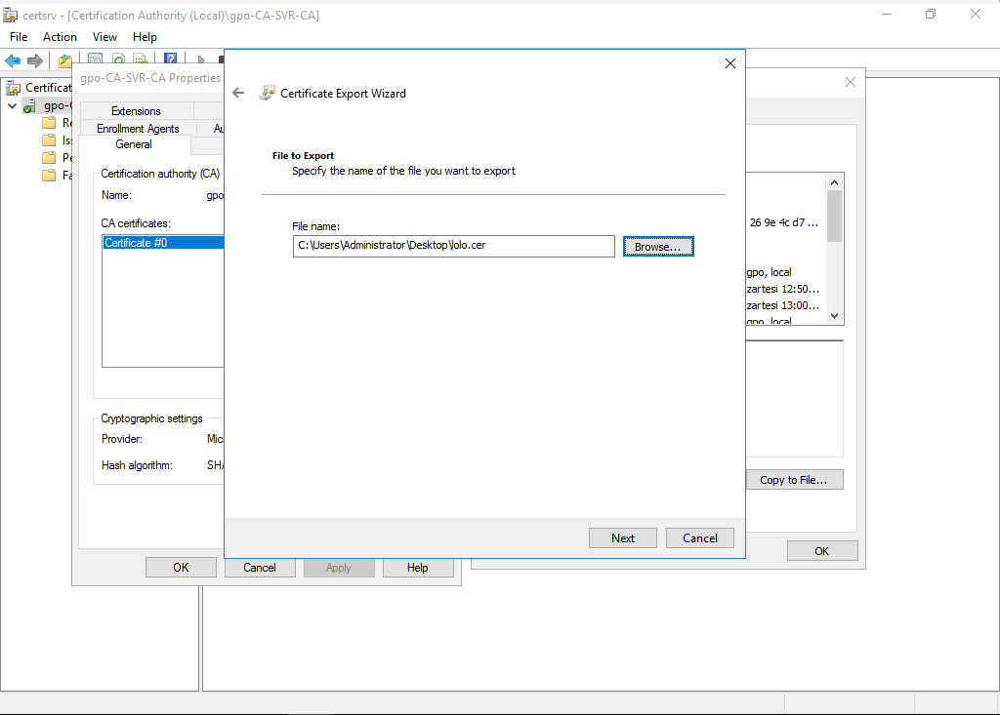 certsrv - [Certification Authority (Local)\gpo-CA-SVR-CA]
File Action View Help
Certificat
gpo-C
Re
Iss
Pe
Fa
gpo-CA-SVR-CA Properties
Extensions
Enrollment Agents Au
General
Certification authority (CA)
Name: gpo
CA certificates:
Certificate #0
Cryptographic settings
Provider: Micr
Hash algorithm: SHA
OK Cancel Apply Help
Certificate Export Wizard
File to Export
Specify the name of the file you want to export
File name:
C:\Users\Administrator\Desktop\lolo.cer
Browse...
Next Cancel
26 9e 4c d7 ...
gpo, local
zartesi 12:50...
zartesi 13:00...
gpo, local
Copy to File...
OK